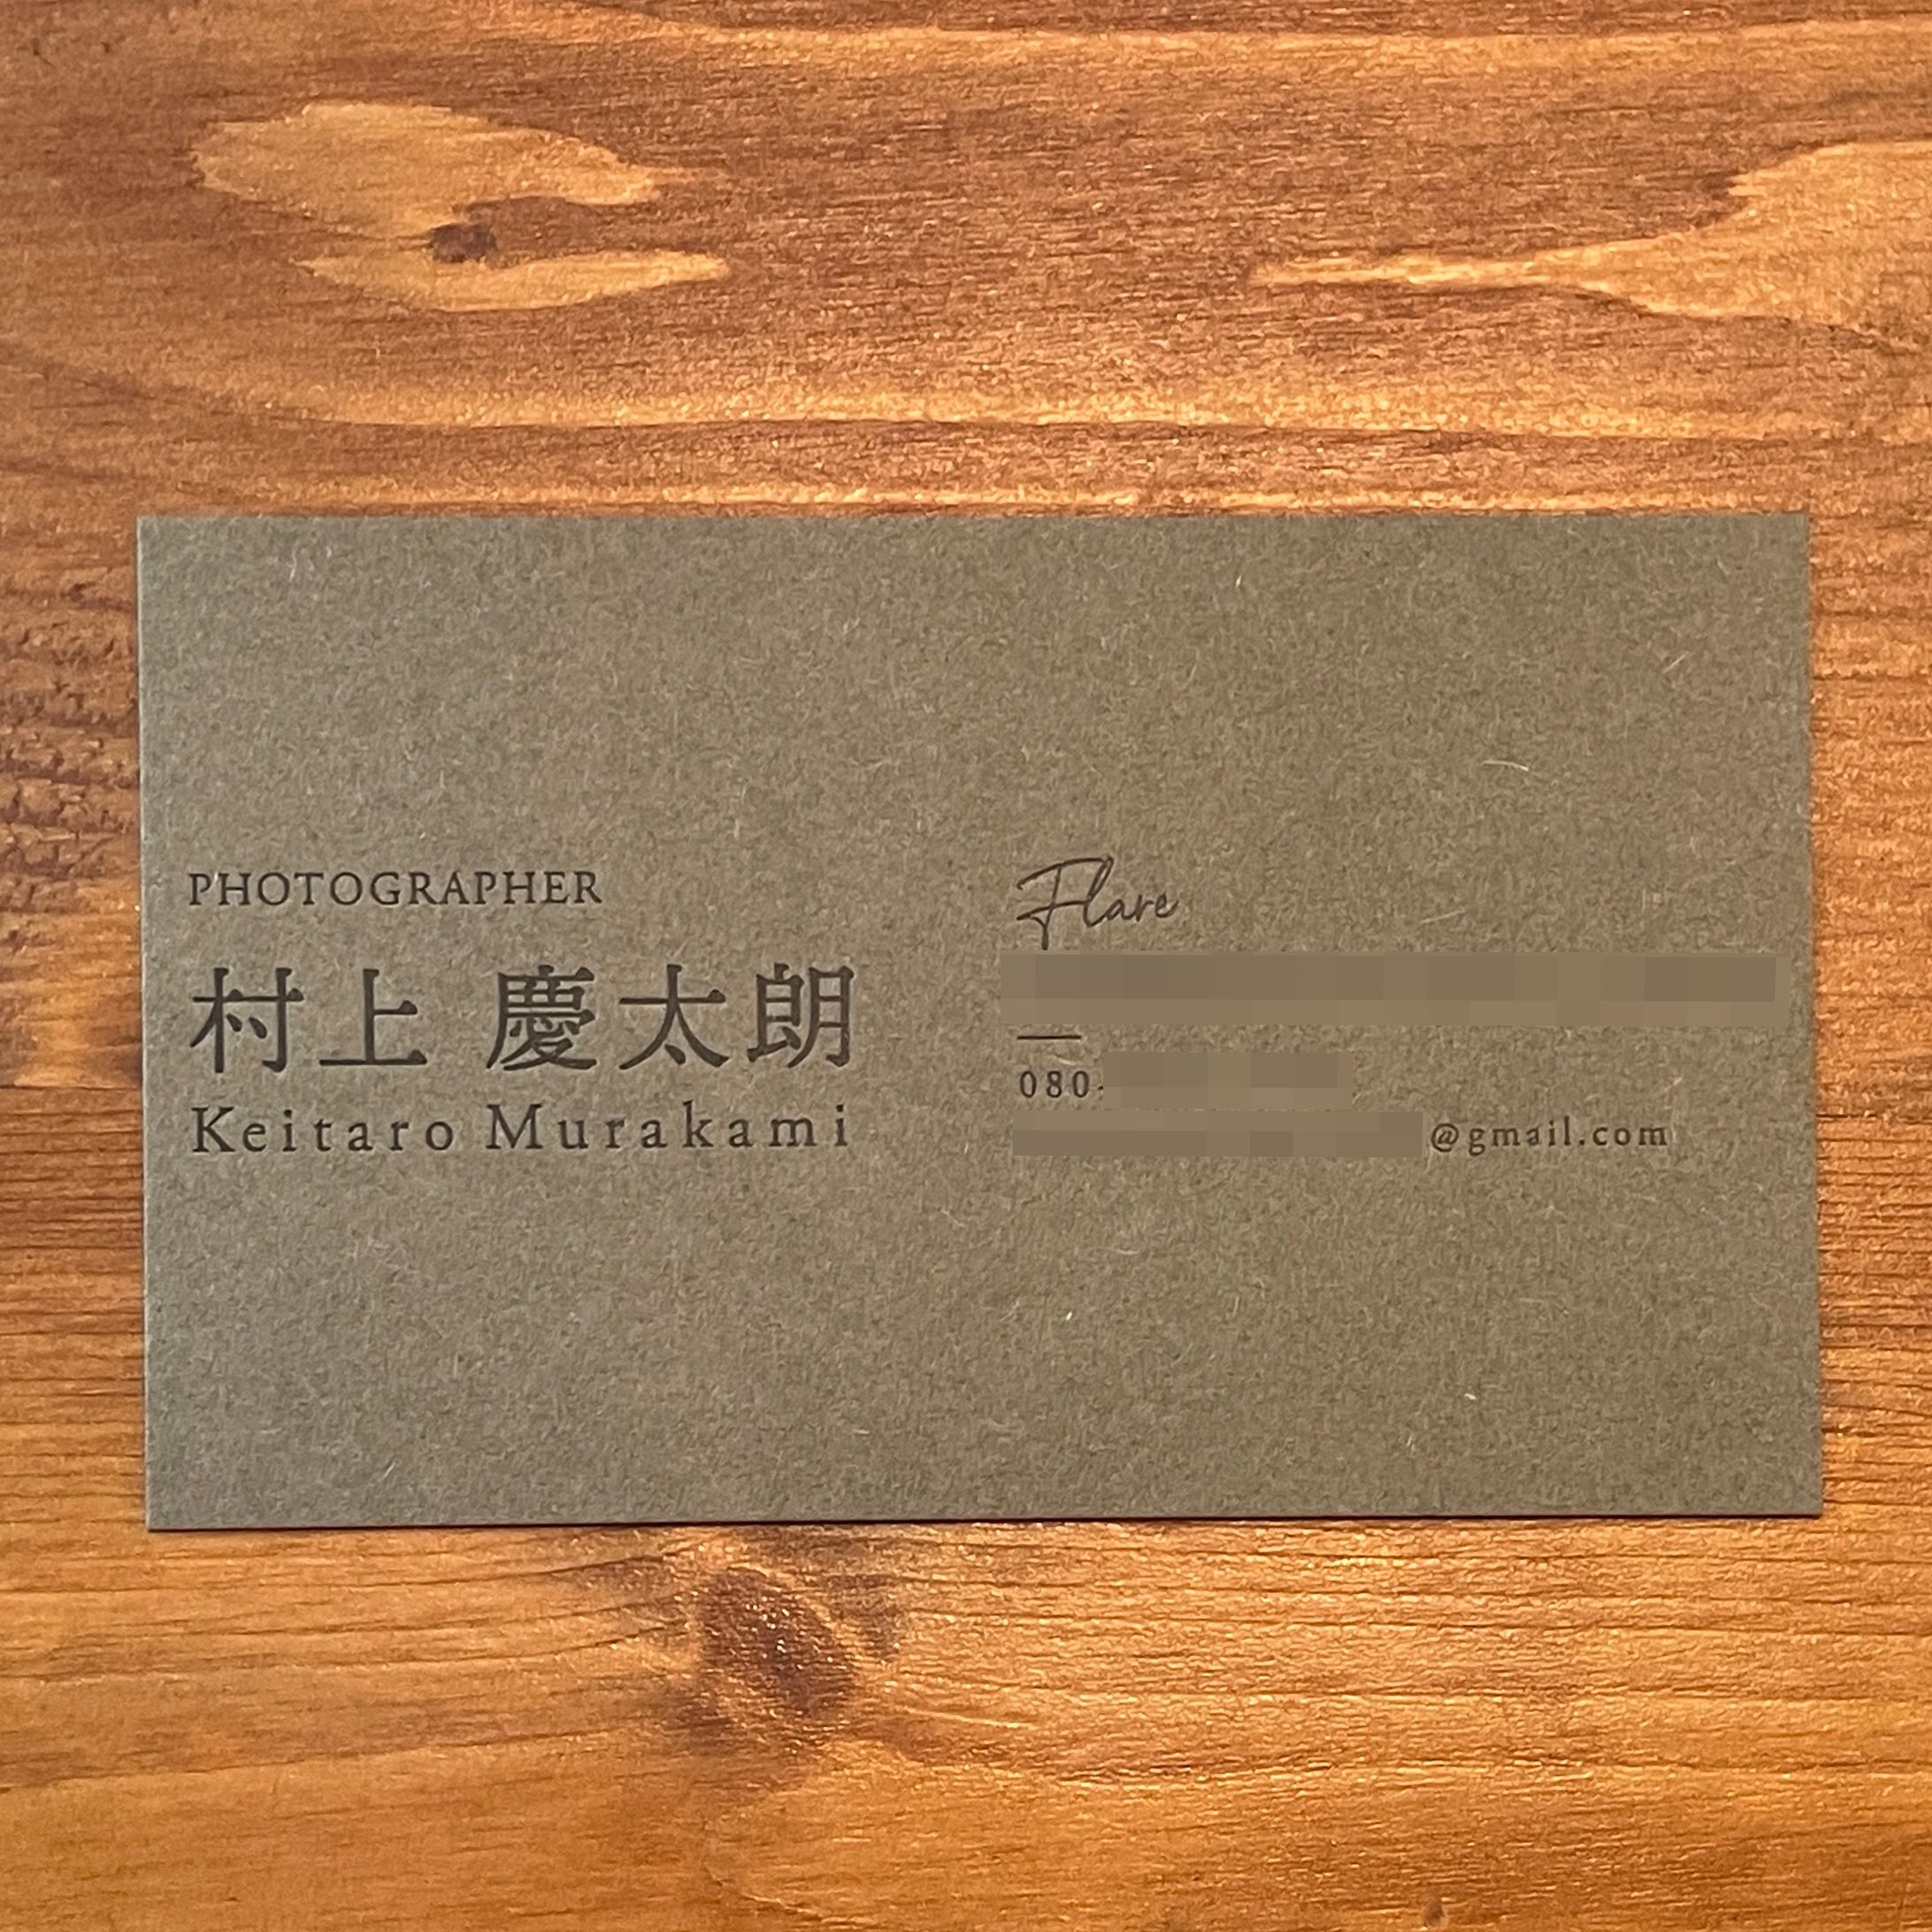 PHOTOGRAPHER
村上 慶太朗
Keitaro Murakami
Flare
080-
@gmail.com